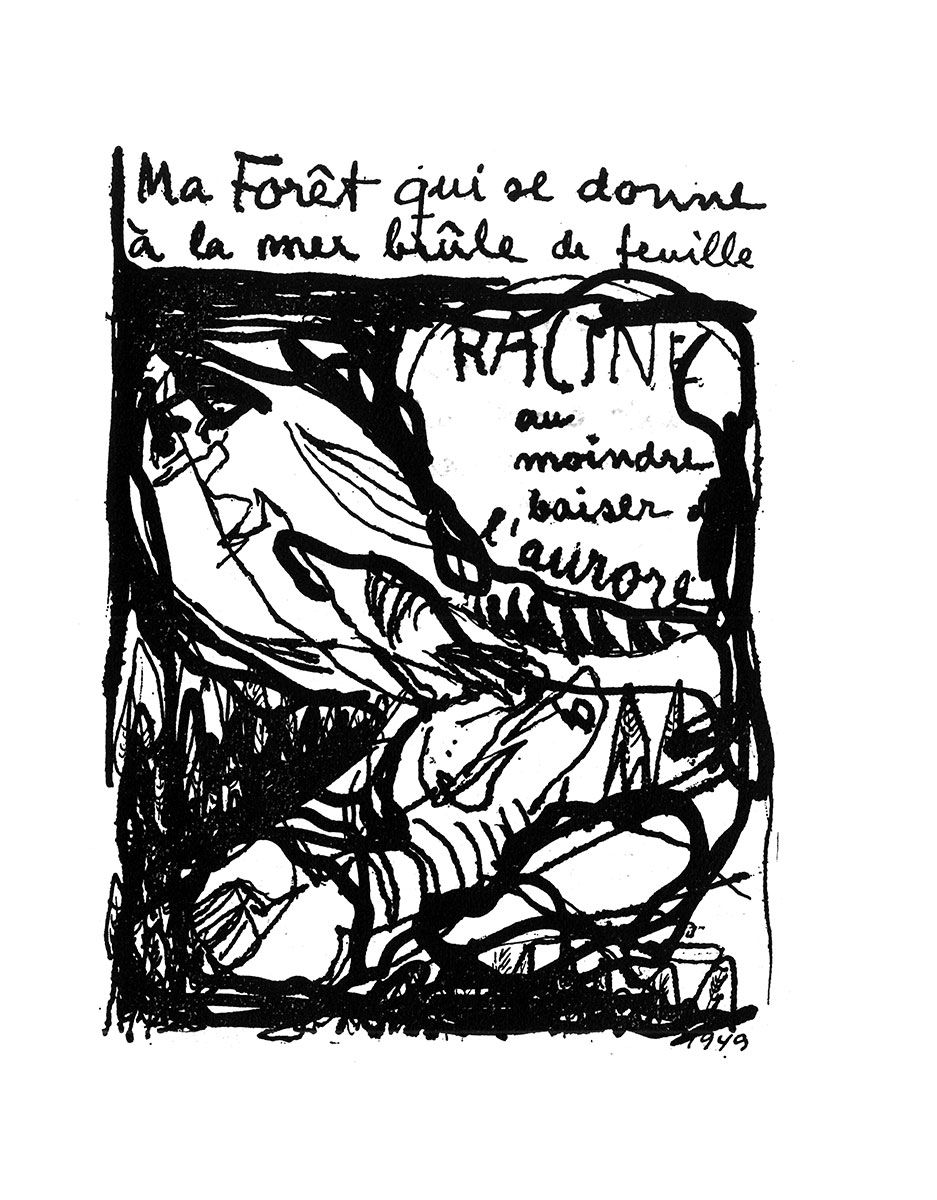 Ma Forêt qui se donne
à la mer brûle de feuille
RACINE
au
moindre
baiser d
l'aurore
1949